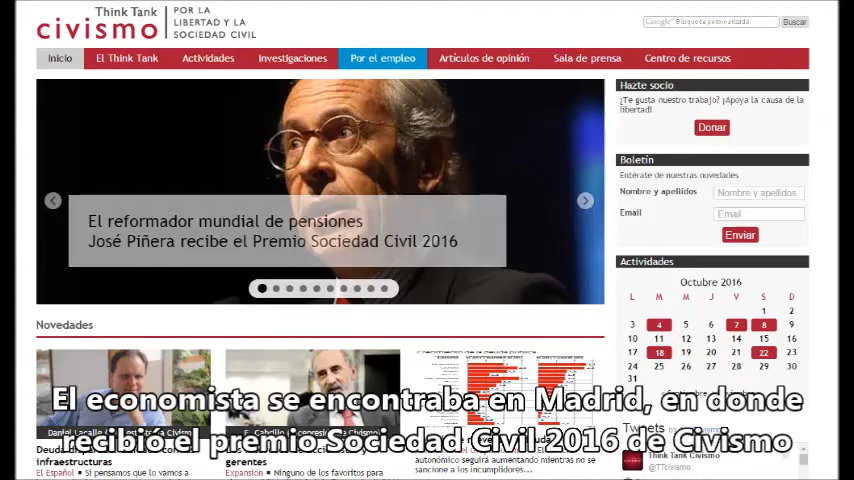 Think Tank
civismo
POR LA
LIBERTAD Y LA
SOCIEDAD CIVIL
Google™ Búsqueda personalizada
Buscar
Inicio
El Think Tank
Actividades
Investigaciones
Por el empleo
Artículos de opinión
Sala de prensa
Centro de recursos
El reformador mundial de pensiones
José Piñera recibe el Premio Sociedad Civil 2016
Hazte socio
¿Te gusta nuestro trabajo? ¡Apoya la causa de la
libertad!
Donar
Boletín
Entérate de nuestras novedades
Nombre y apellidos
Nombre y apellidos
Email
Email
Enviar
Actividades
Octubre 2016
L M M J V S D
1 2
3 4 5 6 7 8 9
10 11 12 13 14 15 16
17 18 19 20 21 22 23
24 25 26 27 28 29 30
31
Novedades
El economista se encontraba en Madrid, en donde
recibió el premio Sociedad Civil 2016 de Civismo
Daniel Lacalle
infraestructuras
El Español • Si pensamos que lo vamos a
gerentes
Expansión • Ninguno de los favoritos para
autonómico seguirá aumentando mientras no
se sancione a los incumplidores...
Tweets
Think Tank Civismo
@TTcivismo